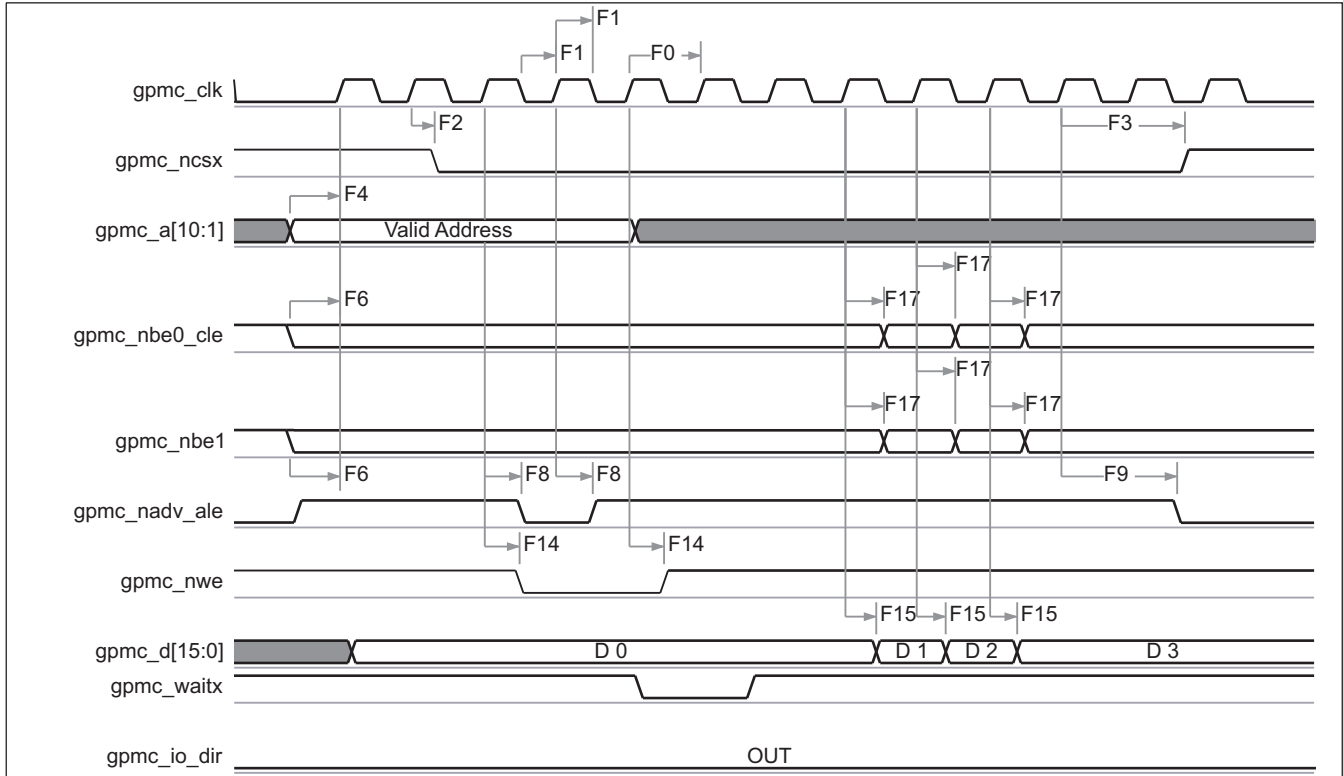 F1
F1 F0
gpmc_clk
F2 F3
gpmc_ncsx
F4
gpmc_a[10:1] Valid Address
F17
F6 F17 F17
gpmc_nbe0_cle
F17
F17 F17
gpmc_nbe1
F6 F8 F8 F9
gpmc_nadv_ale
F14 F14
gpmc_nwe
F15 F15 F15
gpmc_d[15:0] D 0 D 1 D 2 D 3
gpmc_waitx
gpmc_io_dir OUT